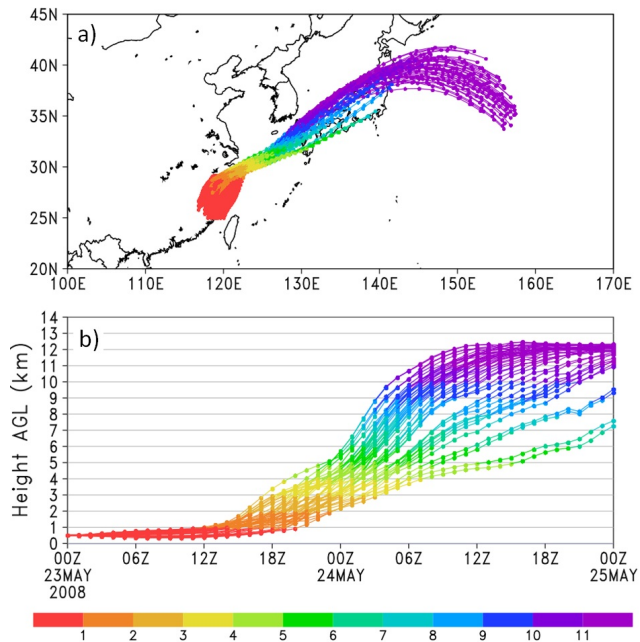 45N
a)
40N
35N
30N
25N
20N
100E 110E 120E 130E 140E 150E 160E 170E
14
b)
13
12
11
10
9
8
7
6
5
4
3
2
1
0
Height AGL (km)
00Z 06Z 12Z 18Z 00Z 06Z 12Z 18Z 00Z
23MAY 24MAY 25MAY
2008
1 2 3 4 5 6 7 8 9 10 11